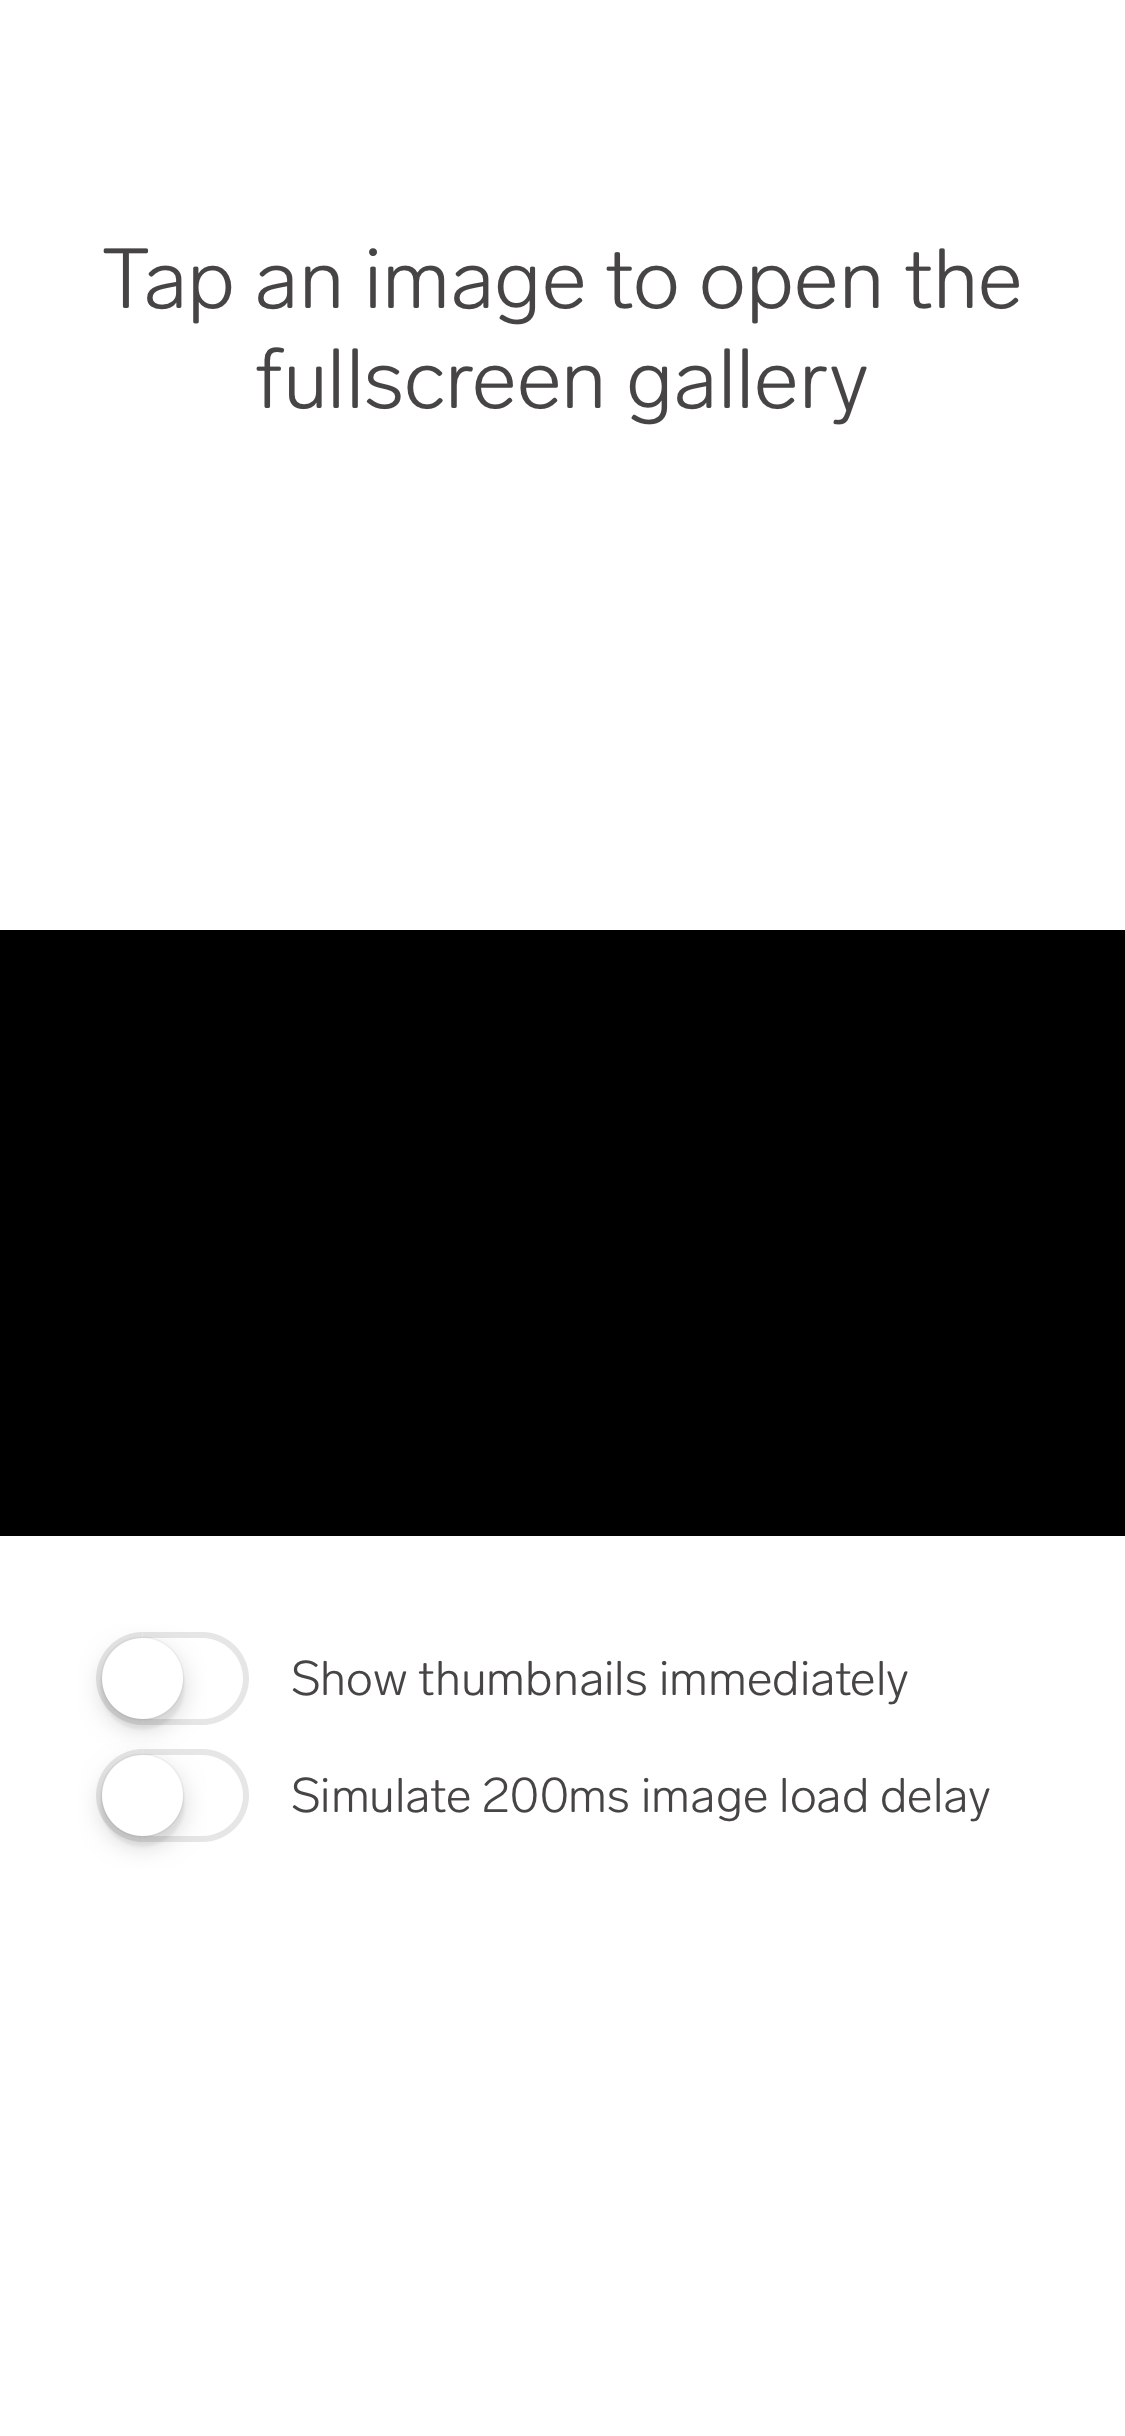 Tap an image to open the
fullscreen gallery
Show thumbnails immediately
Simulate 200ms image load delay